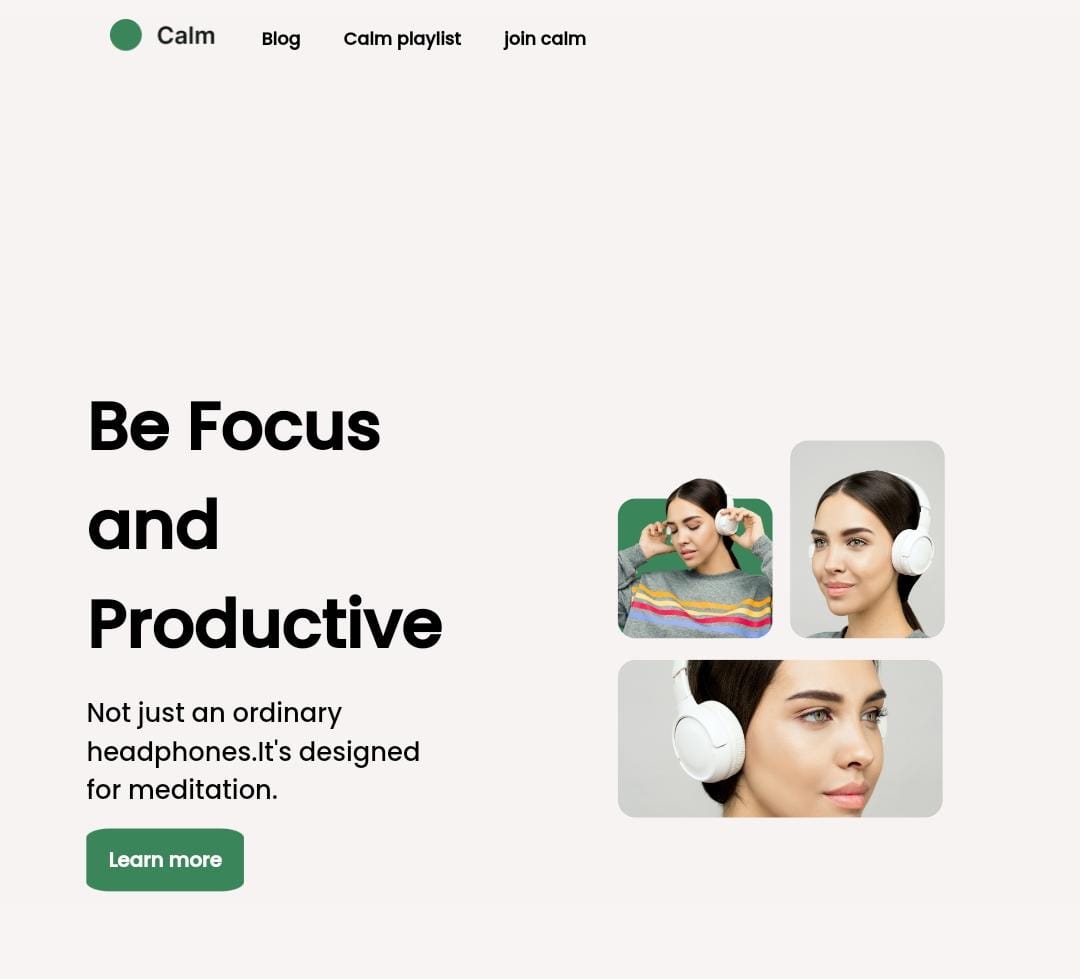 Calm Blog Calm playlist join calm
Be Focus
and
Productive
Not just an ordinary
headphones.It's designed
for meditation.
Learn more